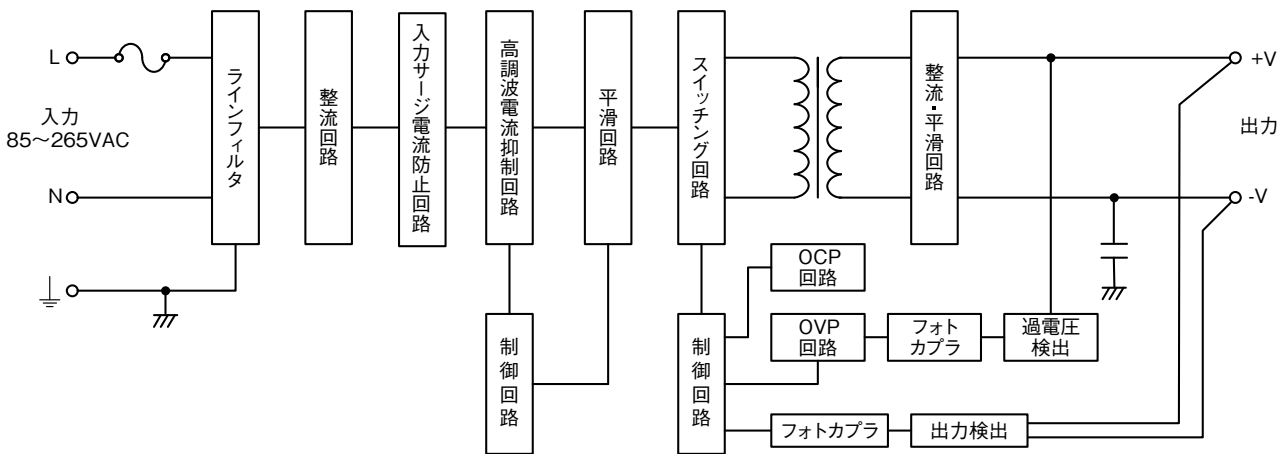 L
入力
85～265VAC
N
ラインフィルタ
整流回路
入力サージ電流防止回路
高調波電流抑制回路
平滑回路
スイッチング回路
整流・平滑回路
+V
出力
-V
制御回路
制御回路
OCP
回路
OVP
回路
フォト
カプラ
過電圧
検出
フォトカプラ
出力検出